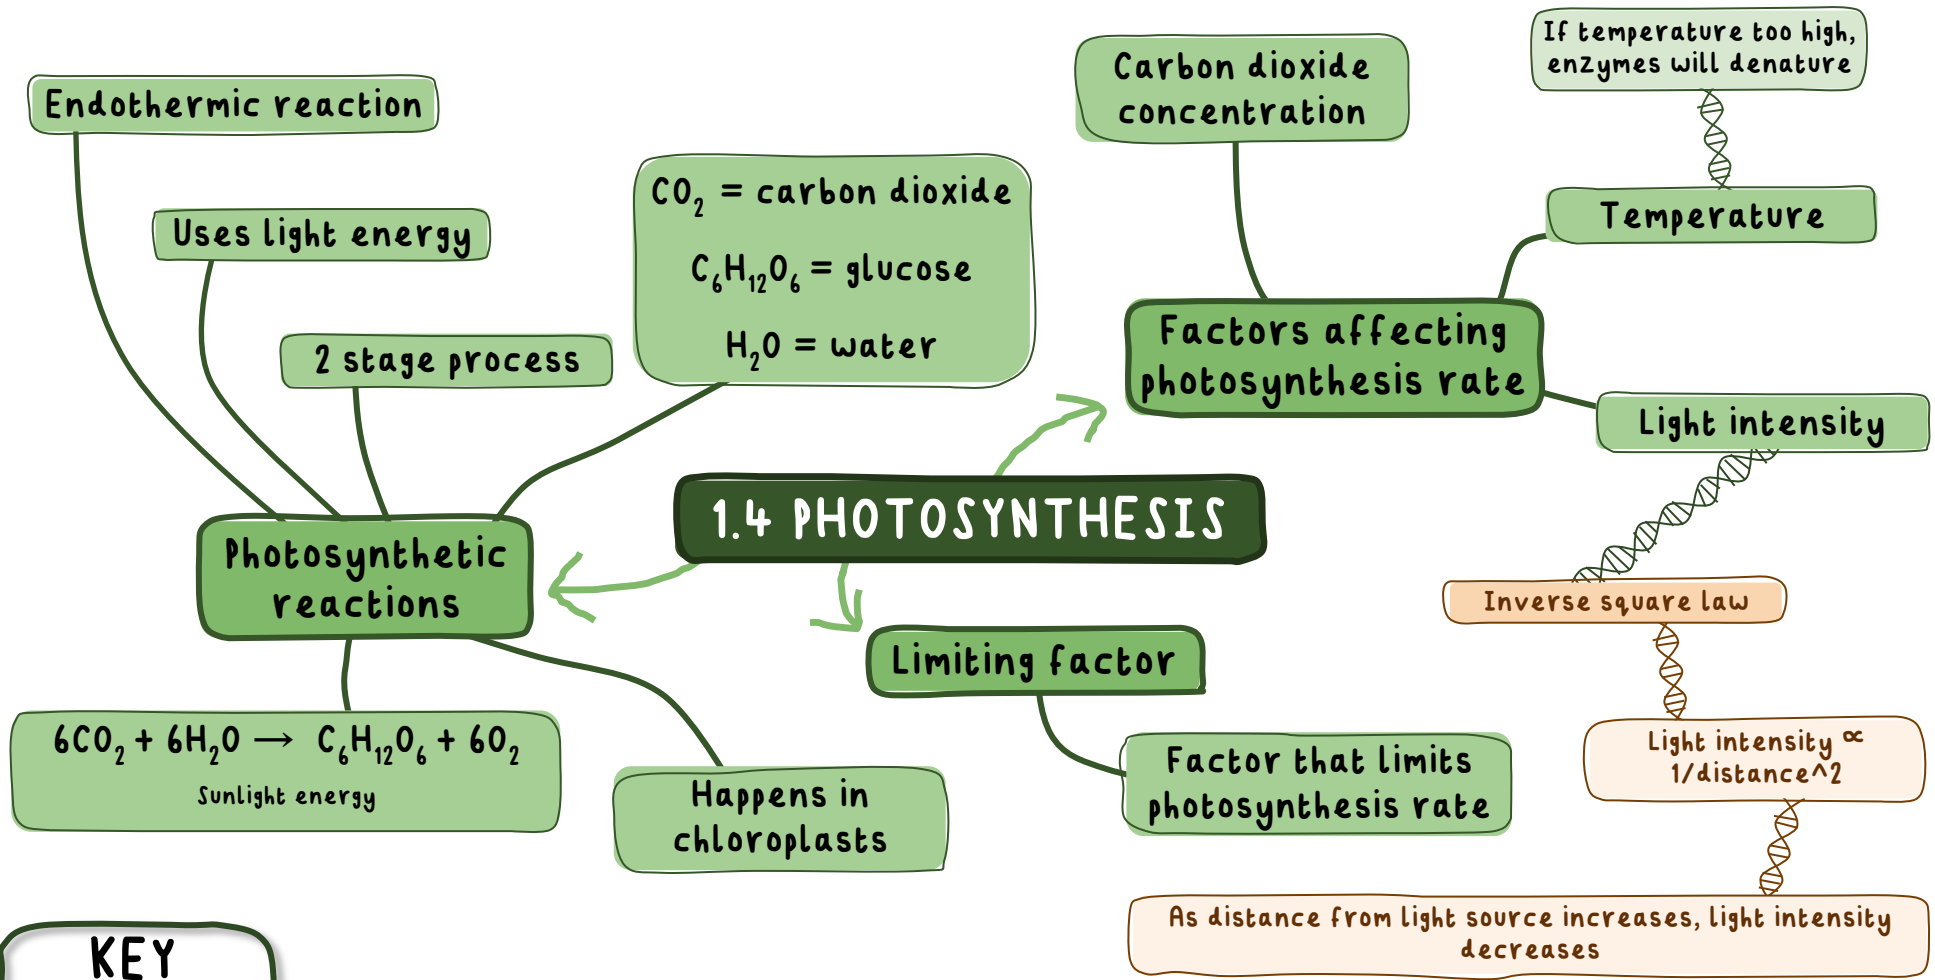 1.4 PHOTOSYNTHESIS
Photosynthetic
reactions
Endothermic reaction
Uses light energy
2 stage process
CO₂ = carbon dioxide
C₆H₁₂O₆ = glucose
H₂O = water
6CO₂ + 6H₂O → C₆H₁₂O₆ + 6O₂
Sunlight energy
Happens in
chloroplasts
Limiting factor
Factor that limits
photosynthesis rate
Factors affecting
photosynthesis rate
Carbon dioxide
concentration
Temperature
If temperature too high,
enzymes will denature
Light intensity
Inverse square law
Light intensity ∝
1/distance^2
As distance from light source increases, light intensity
decreases
KEY